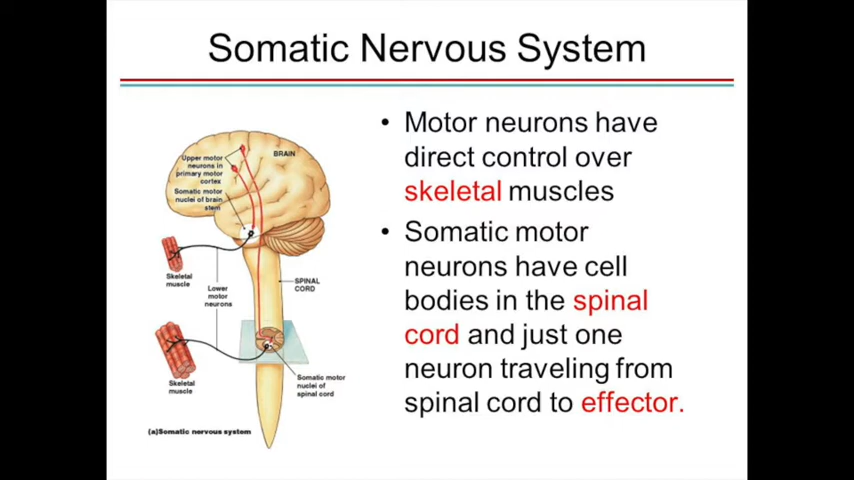 Somatic Nervous System
• Motor neurons have
direct control over
skeletal muscles
• Somatic motor
neurons have cell
bodies in the spinal
cord and just one
neuron traveling from
spinal cord to effector.
Upper motor
neurons in
primary motor
cortex
BRAIN
Somatic motor
nuclei of brain
stem
Skeletal
muscle
Lower
motor
neurons
SPINAL
CORD
Skeletal
muscle
Somatic motor
nuclei of
spinal cord
(a)Somatic nervous system